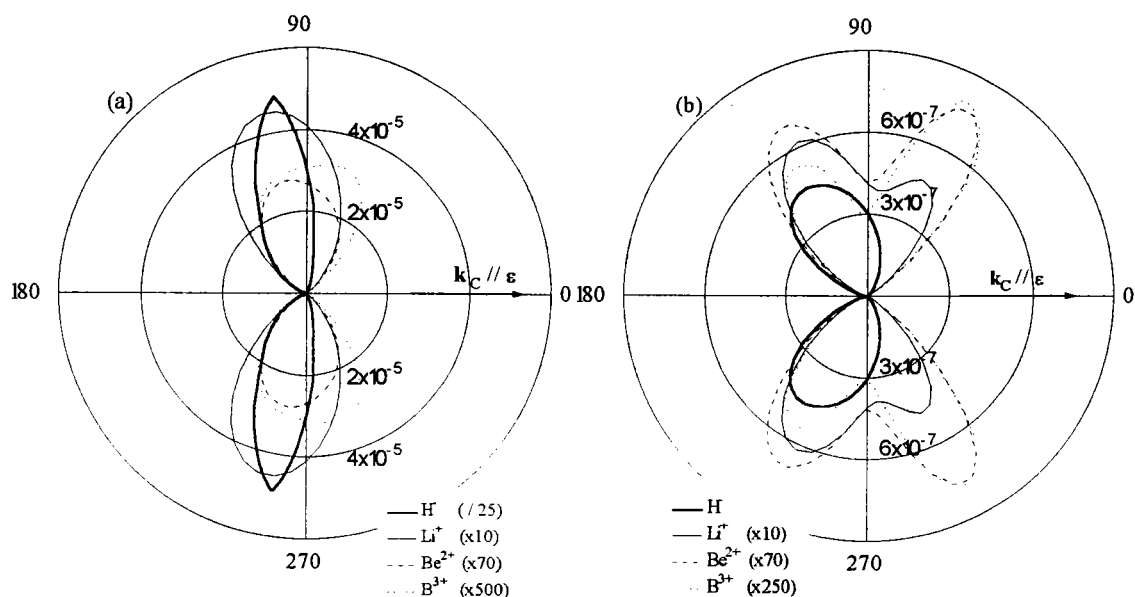 90
(a)
4x10⁻⁵
2x10⁻⁵
180
k_C // ε
0
2x10⁻⁵
4x10⁻⁵
270
H⁻ ( / 25)
Li⁺ (x10)
Be²⁺ (x70)
B³⁺ (x500)
90
(b)
6x10⁻⁷
3x10⁻⁷
180
k_C // ε
0
3x10⁻⁷
6x10⁻⁷
270
H
Li⁺ (x10)
Be²⁺ (x70)
B³⁺ (x250)